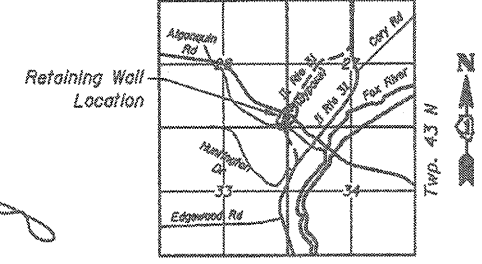 Algonquin
Rd
28
27
Cary Rd
Retaining Wall
Location
IL Rte 31
(Bypass)
Il Rte 31
Fox River
N
Huntington
Dr
Twp. 43 N
33
34
Edgewood Rd